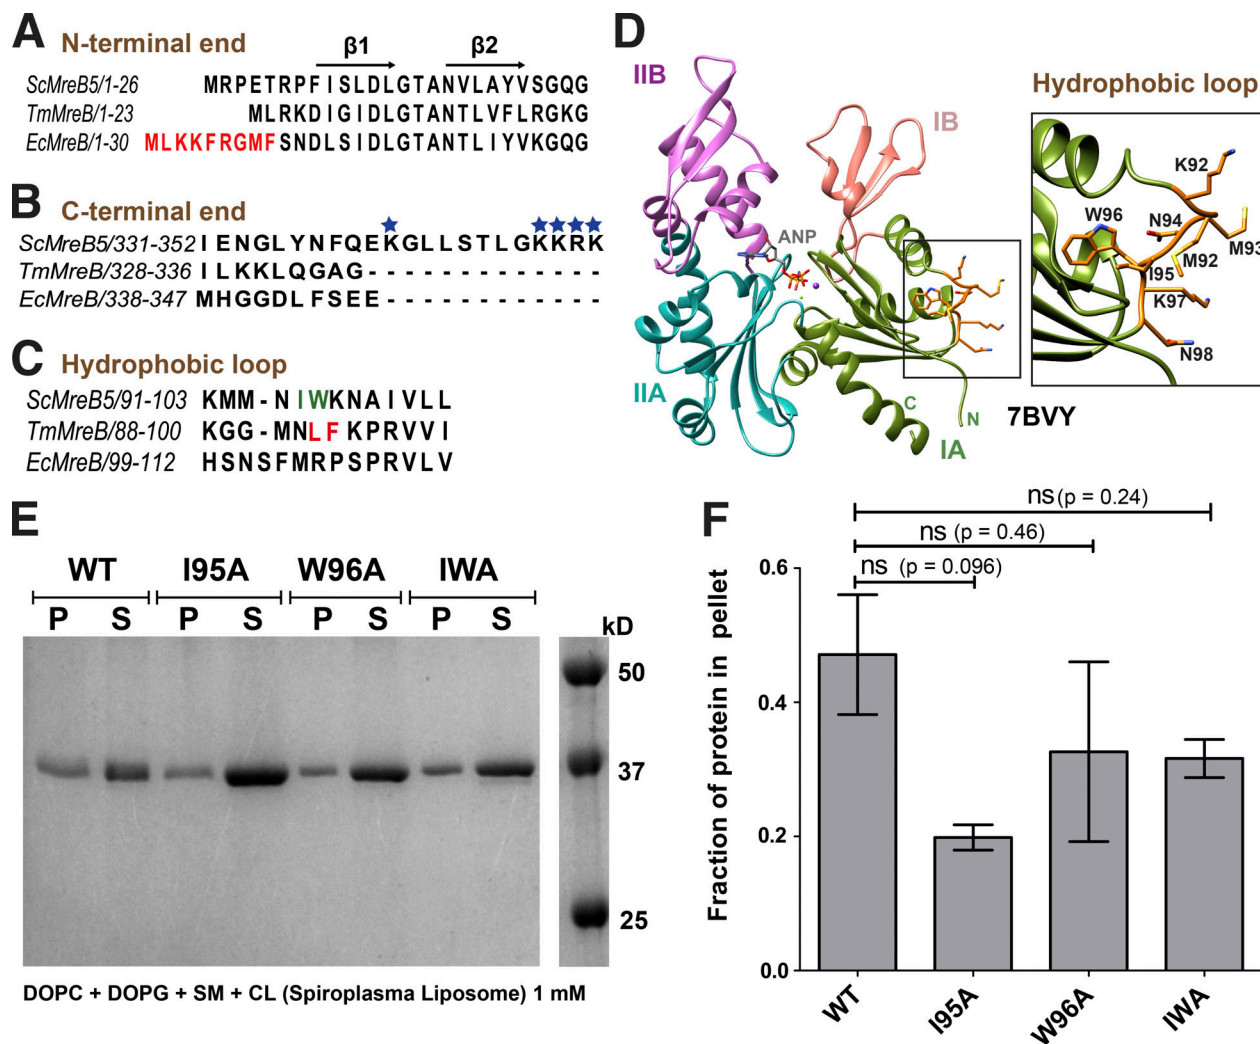 A
N-terminal end
β1 β2
ScMreB5/1-26 MRPETRPFISLDLGTANVLAYVSGQG
TmMreB/1-23 MLRKDIGIDLGTANTLVFLRGKG
EcMreB/1-30 MLKKFRGMFSNDLSIDLGTANTLIYVKGQG
B
C-terminal end
ScMreB5/331-352 IENGLYNFQEKGLLSTLGKKRK
TmMreB/328-336 ILKKLQGAG-------------
EcMreB/338-347 MHGGDLFSEE------------
C
Hydrophobic loop
ScMreB5/91-103 KMM-NIWKNAIVLL
TmMreB/88-100 KGG-MNLFKPRVVI
EcMreB/99-112 HSNSFMRPSPRVLV
D
IIB
IB
ANP
IIA
IA
C
N
7BVY
Hydrophobic loop
K92
W96
N94
M93
M92
I95
K97
N98
E
WT I95A W96A IWA
P S P S P S P S
kD
50
37
25
DOPC + DOPG + SM + CL (Spiroplasma Liposome) 1 mM
F
ns (p = 0.24)
ns (p = 0.46)
ns (p = 0.096)
Fraction of protein in pellet
0.6
0.4
0.2
0.0
WT I95A W96A IWA